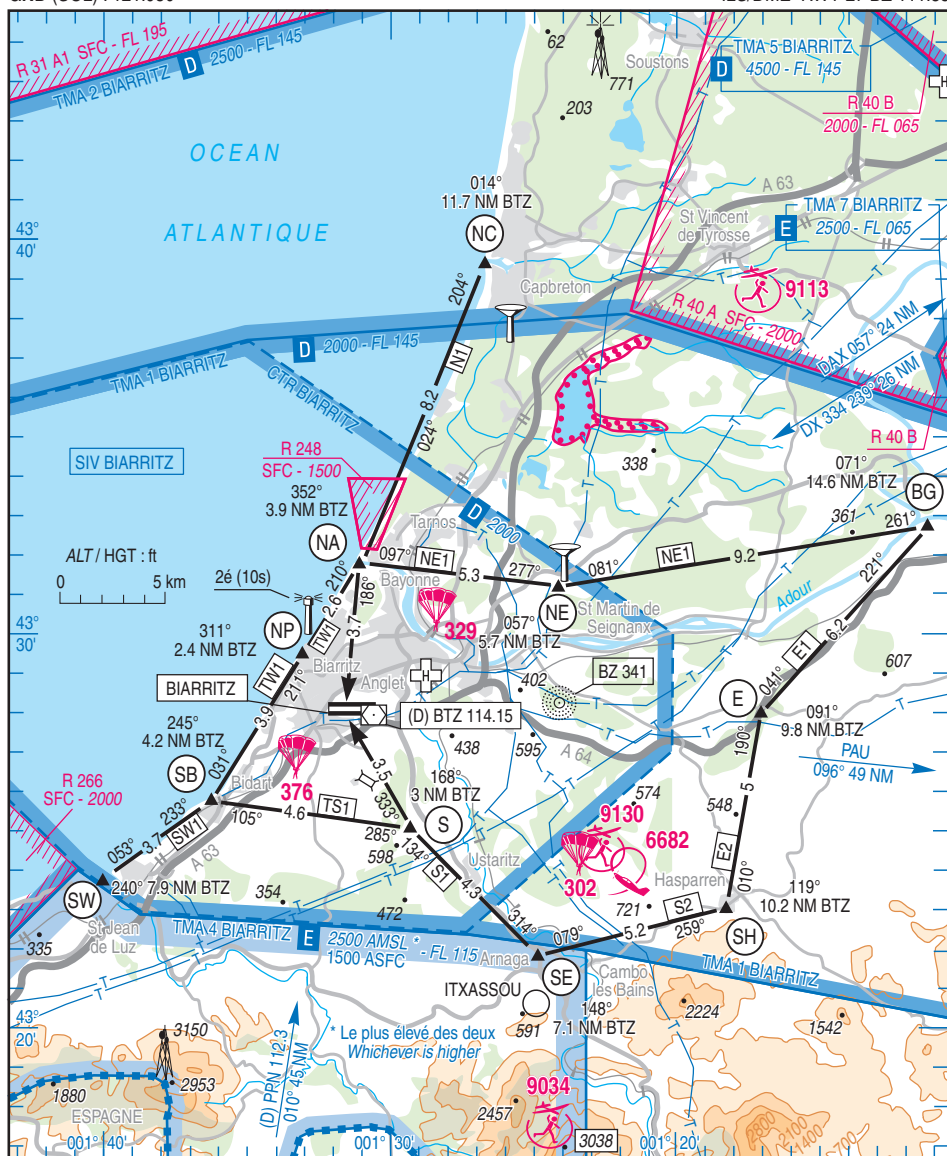 R 31 A1 SFC - FL 195
TMA 2 BIARRITZ D 2500 - FL 145
62
Soustons
771
203
TMA 5 BIARRITZ
D 4500 - FL 145
R 40 B
2000 - FL 065
OCEAN
ATLANTIQUE
014°
11.7 NM BTZ
NC
A 63
St Vincent
de Tyrosse
TMA 7 BIARRITZ
E 2500 - FL 065
43°
40'
Capbreton
9113
204°
N1
8.2
024°
D 2000 - FL 145
TMA 1 BIARRITZ
CTR BIARRITZ
D 2000
R 40 A SFC - 2000
DAX 057° 24 NM
DX 334 239° 26 NM
R 40 B
SIV BIARRITZ
R 248
SFC - 1500
338
071°
14.6 NM BTZ
BG
361
261°
352°
3.9 NM BTZ
NA
Tarnos
ALT / HGT : ft
0 5 km
2é (10s)
097° NE1 5.3 277°
081° NE1 9.2
221°
210°
2.6
TW1
186°
3.7
Bayonne
329
NE
St Martin de
Seignanx
057°
5.7 NM BTZ
Adour
6.2
E1
041°
43°
30'
NP
311°
2.4 NM BTZ
TW1
211°
3.9
031°
Biarritz
Anglet
402
BZ 341
607
BIARRITZ
(D) BTZ 114.15
E
091°
9.8 NM BTZ
245°
4.2 NM BTZ
SB
438
595
A 64
190°
5
E2
010°
PAU
096° 49 NM
Bidart
376
3.5
333°
168°
3 NM BTZ
S
574
548
R 266
SFC - 2000
233°
SW1
3.7
053°
105° TS1
4.6
285°
598
134°
S1
4.3
314°
Ustaritz
9130
6682
302
Hasparren
A 63
SW
240° 7.9 NM BTZ
354
472
721
S2
079° 5.2 259°
119°
10.2 NM BTZ
SH
St Jean
de Luz
335
TMA 4 BIARRITZ E 2500 AMSL * - FL 115
1500 ASFC
Arnaga
SE
Cambo
les Bains
TMA 1 BIARRITZ
ITXASSOU
148°
7.1 NM BTZ
591
2224
1542
43°
20'
3150
2953
1880
ESPAGNE
(D) PPN 112.3
010° 45 NM
* Le plus élevé des deux
Whichever is higher
9034
2457
3038
2800
2100
1400
001° 40'
001° 30'
001° 20'